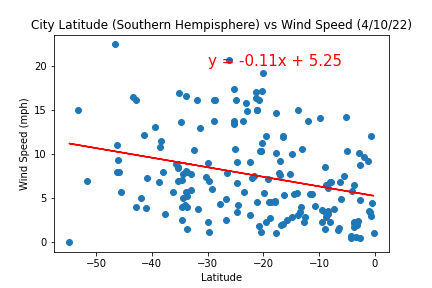 City Latitude (Southern Hempisphere) vs Wind Speed (4/10/22)
y = -0.11x + 5.25
20
15
10
5
0
Wind Speed (mph)
−50 −40 −30 −20 −10 0
Latitude